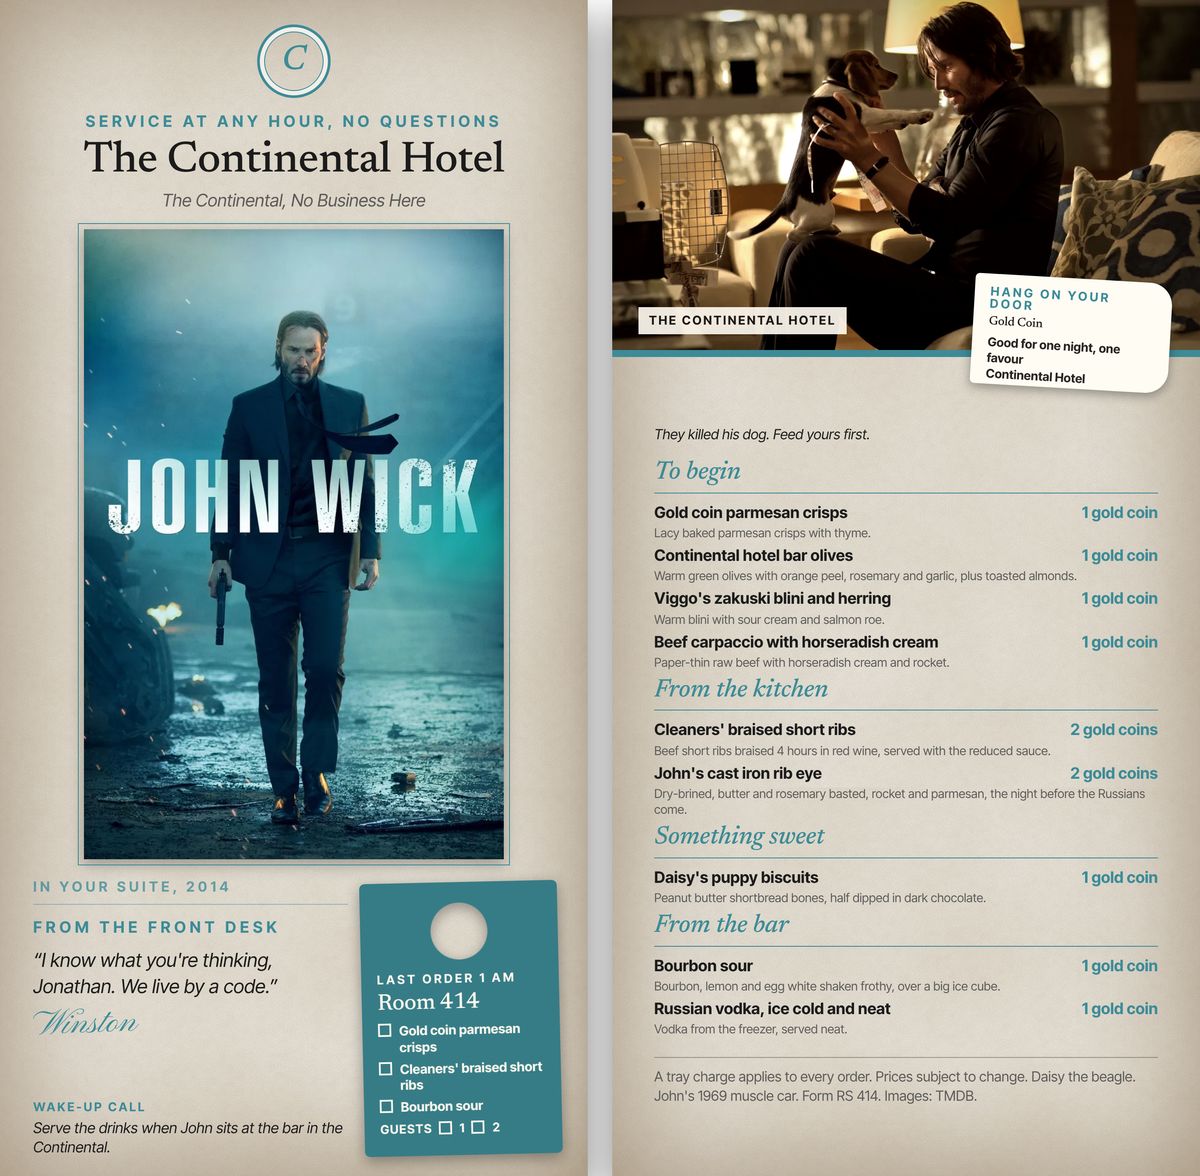 C
SERVICE AT ANY HOUR, NO QUESTIONS
The Continental Hotel
The Continental, No Business Here
JOHN WICK
IN YOUR SUITE, 2014
FROM THE FRONT DESK
“I know what you're thinking,
Jonathan. We live by a code.”
Winston
WAKE-UP CALL
Serve the drinks when John sits at the bar in the
Continental.
LAST ORDER 1 AM
Room 414
Gold coin parmesan
crisps
Cleaners' braised short
ribs
Bourbon sour
GUESTS 1 2
THE CONTINENTAL HOTEL
HANG ON YOUR
DOOR
Gold Coin
Good for one night, one
favour
Continental Hotel
They killed his dog. Feed yours first.
To begin
Gold coin parmesan crisps 1 gold coin
Lacy baked parmesan crisps with thyme.
Continental hotel bar olives 1 gold coin
Warm green olives with orange peel, rosemary and garlic, plus toasted almonds.
Viggo's zakuski blini and herring 1 gold coin
Warm blini with sour cream and salmon roe.
Beef carpaccio with horseradish cream 1 gold coin
Paper-thin raw beef with horseradish cream and rocket.
From the kitchen
Cleaners' braised short ribs 2 gold coins
Beef short ribs braised 4 hours in red wine, served with the reduced sauce.
John's cast iron rib eye 2 gold coins
Dry-brined, butter and rosemary basted, rocket and parmesan, the night before the Russians
come.
Something sweet
Daisy's puppy biscuits 1 gold coin
Peanut butter shortbread bones, half dipped in dark chocolate.
From the bar
Bourbon sour 1 gold coin
Bourbon, lemon and egg white shaken frothy, over a big ice cube.
Russian vodka, ice cold and neat 1 gold coin
Vodka from the freezer, served neat.
A tray charge applies to every order. Prices subject to change. Daisy the beagle.
John's 1969 muscle car. Form RS 414. Images: TMDB.